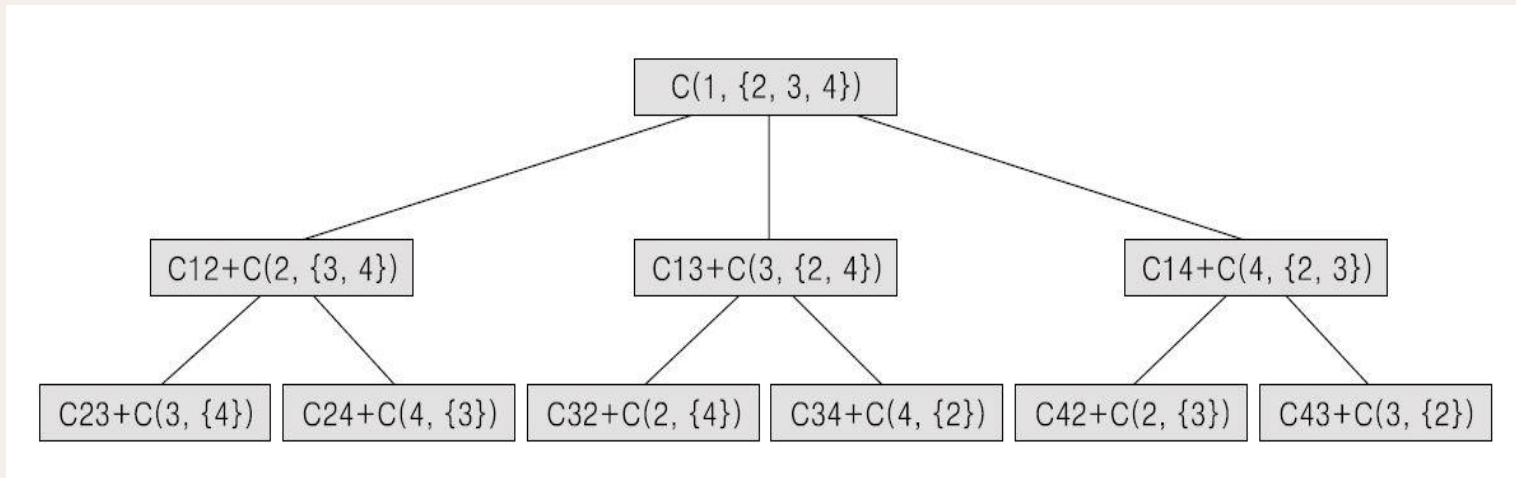 C(1, {2, 3, 4})
C12+C(2, {3, 4})
C13+C(3, {2, 4})
C14+C(4, {2, 3})
C23+C(3, {4})
C24+C(4, {3})
C32+C(2, {4})
C34+C(4, {2})
C42+C(2, {3})
C43+C(3, {2})